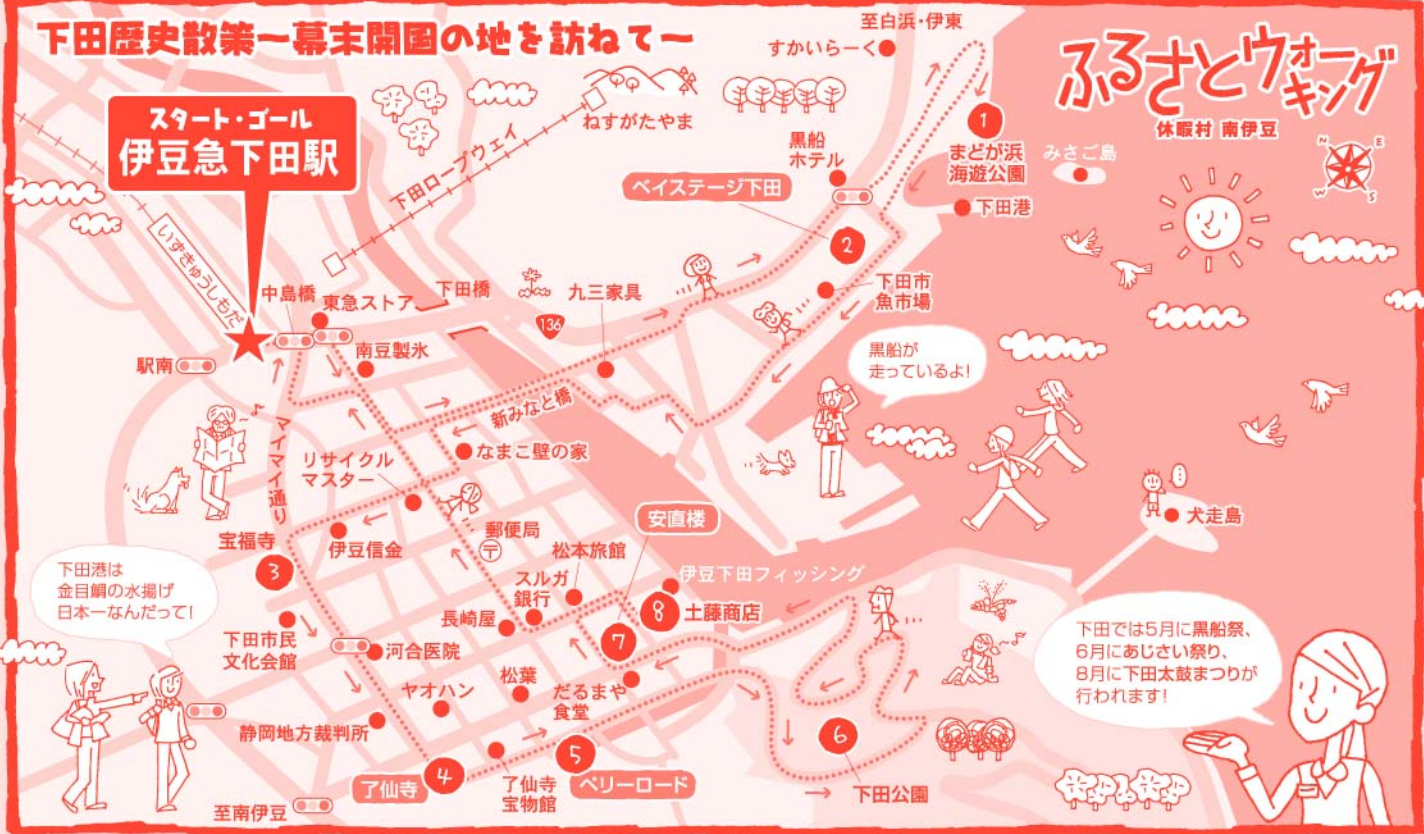 下田歴史散策〜幕末開国の地を訪ねて〜
ふるさとウォーキング
休暇村 南伊豆
N
E
W
S
スタート・ゴール
伊豆急下田駅
至白浜・伊東
すかいらーく
ねすがたやま
下田ロープウェイ
黒船
ホテル
1
まどが浜
海遊公園
みさご島
下田港
ベイステージ下田
2
下田市
魚市場
いずきゅうしもだ
中島橋
東急ストア
下田橋
136
九三家具
駅南
南豆製氷
黒船が
走っているよ!
新みなと橋
マイマイ通り
リサイクル
マスター
なまこ壁の家
犬走島
宝福寺
3
伊豆信金
郵便局
〒
安直楼
松本旅館
伊豆下田フィッシング
スルガ
銀行
8
土藤商店
下田港は
金目鯛の水揚げ
日本一なんだって!
長崎屋
7
下田市民
文化会館
河合医院
下田では5月に黒船祭、
6月にあじさい祭り、
8月に下田太鼓まつりが
行われます!
ヤオハン
松葉
だるまや
食堂
静岡地方裁判所
6
5
ペリーロード
了仙寺
4
了仙寺
宝物館
下田公園
至南伊豆